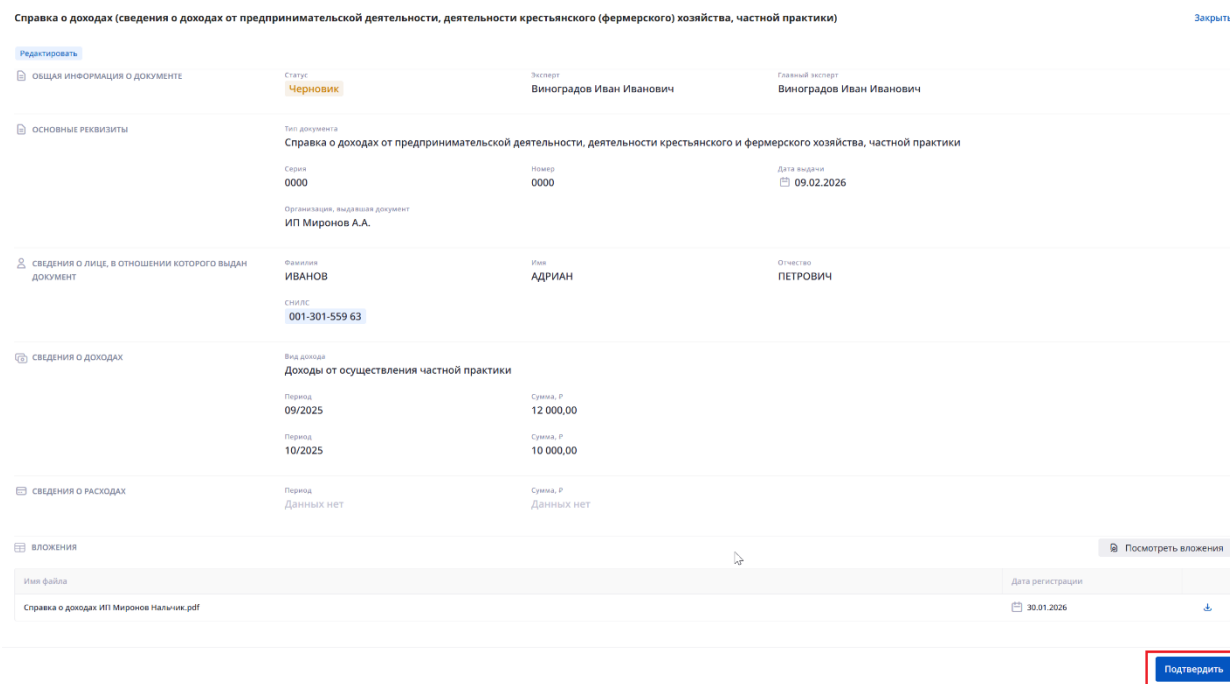 Справка о доходах (сведения о доходах от предпринимательской деятельности, деятельности крестьянского (фермерского) хозяйства, частной практики)
Закрыть
Редактировать
ОБЩАЯ ИНФОРМАЦИЯ О ДОКУМЕНТЕ
Статус
Эксперт
Главный эксперт
Черновик
Виноградов Иван Иванович
Виноградов Иван Иванович
ОСНОВНЫЕ РЕКВИЗИТЫ
Тип документа
Справка о доходах от предпринимательской деятельности, деятельности крестьянского и фермерского хозяйства, частной практики
Серия
Номер
Дата выдачи
0000
0000
09.02.2026
Организация, выдавшая документ
ИП Миронов А.А.
СВЕДЕНИЯ О ЛИЦЕ, В ОТНОШЕНИИ КОТОРОГО ВЫДАН
ДОКУМЕНТ
Фамилия
Имя
Отчество
ИВАНОВ
АДРИАН
ПЕТРОВИЧ
СНИЛС
001-301-559 63
СВЕДЕНИЯ О ДОХОДАХ
Вид дохода
Доходы от осуществления частной практики
Период
Сумма, ₽
09/2025
12 000,00
Период
Сумма, ₽
10/2025
10 000,00
СВЕДЕНИЯ О РАСХОДАХ
Период
Сумма, ₽
Данных нет
Данных нет
ВЛОЖЕНИЯ
Посмотреть вложения
Имя файла
Дата регистрации
Справка о доходах ИП Миронов Нальчик.pdf
30.01.2026
Подтвердить